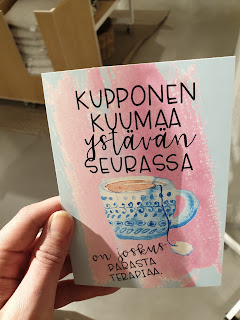 KUPPONEN
KUUMAA
ystävän
SEURASSA
on joskus
PARASTA
TERAPIAA.